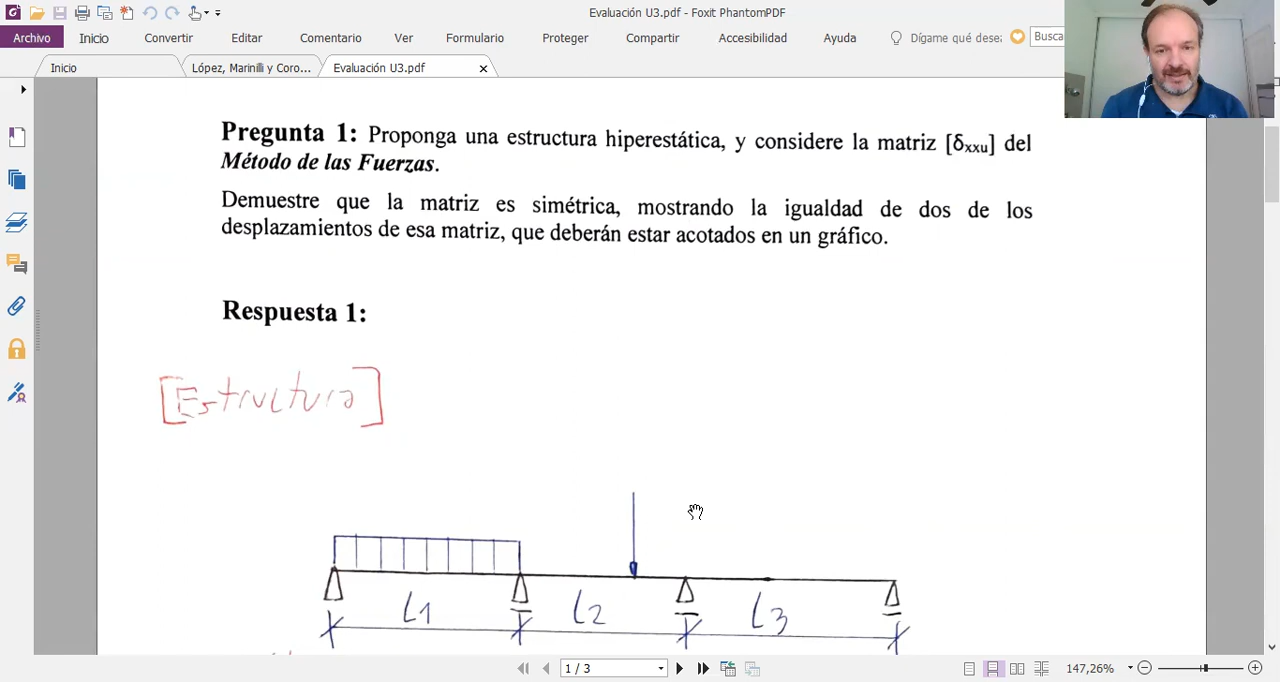 Evaluación U3.pdf - Foxit PhantomPDF
Archivo Inicio Convertir Editar Comentario Ver Formulario Proteger Compartir Accesibilidad Ayuda Dígame qué dese Busca
Inicio López, Marinilli y Coro... Evaluación U3.pdf
Pregunta 1: Proponga una estructura hiperestática, y considere la matriz [δxxu] del
Método de las Fuerzas.
Demuestre que la matriz es simétrica, mostrando la igualdad de dos de los
desplazamientos de esa matriz, que deberán estar acotados en un gráfico.
Respuesta 1:
[Estructura]
L1 L2 L3
1 / 3 147,26%